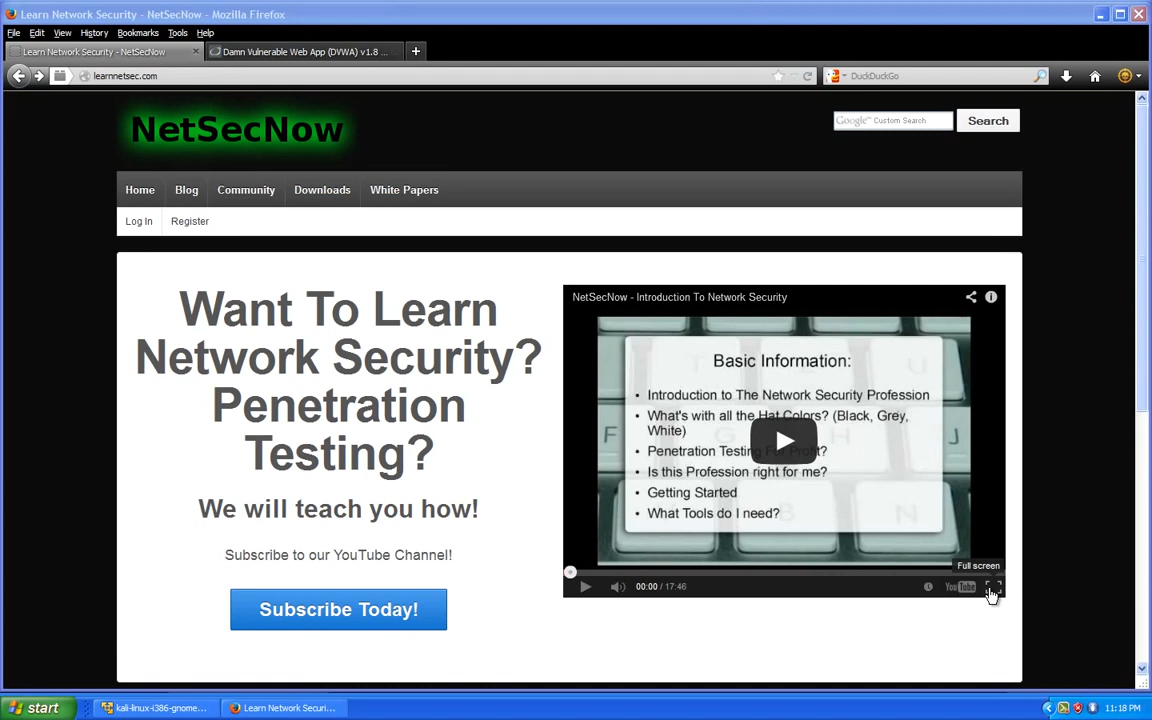 Learn Network Security - NetSecNow - Mozilla Firefox
File Edit View History Bookmarks Tools Help
Learn Network Security - NetSecNow
Damn Vulnerable Web App (DVWA) v1.8 ...
learnnetsec.com
DuckDuckGo
NetSecNow
Google™ Custom Search
Search
Home Blog Community Downloads White Papers
Log In Register
Want To Learn
Network Security?
Penetration
Testing?
We will teach you how!
Subscribe to our YouTube Channel!
Subscribe Today!
NetSecNow - Introduction To Network Security
Basic Information:
• Introduction to The Network Security Profession
• What's with all the Hat Colors? (Black, Grey,
White)
• Penetration Testing For Profit?
• Is this Profession right for me?
• Getting Started
• What Tools do I need?
F U H J B N
Full screen
00:00 / 17:46
YouTube
start
kali-linux-i386-gnome...
Learn Network Securi...
11:18 PM